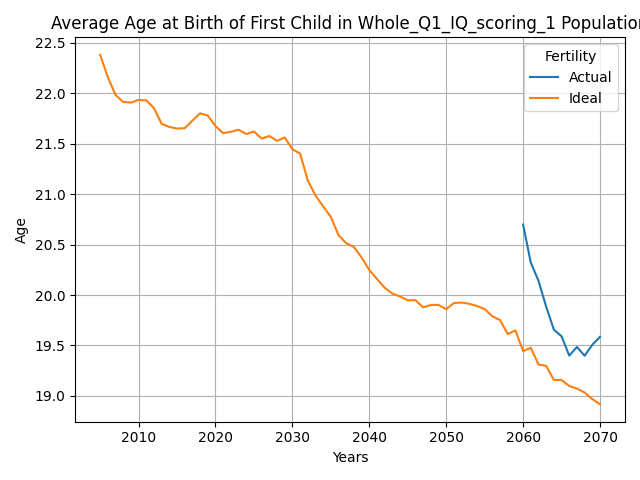 Average Age at Birth of First Child in Whole_Q1_IQ_scoring_1 Population
Fertility
Actual
Ideal
22.5
22.0
21.5
21.0
20.5
20.0
19.5
19.0
Age
2010 2020 2030 2040 2050 2060 2070
Years